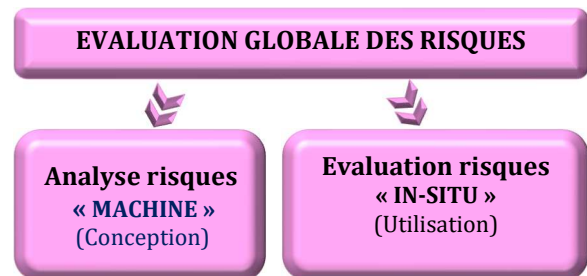 EVALUATION GLOBALE DES RISQUES
Analyse risques
« MACHINE »
(Conception)
Evaluation risques
« IN-SITU »
(Utilisation)